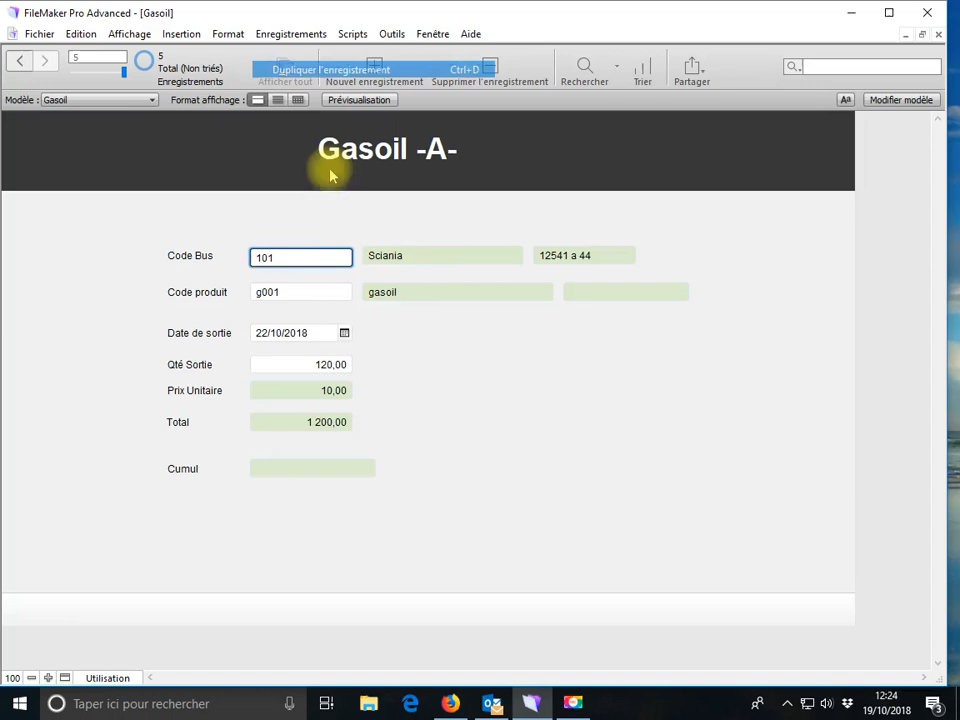 FileMaker Pro Advanced - [Gasoil]
Fichier Edition Affichage Insertion Format Enregistrements Scripts Outils Fenêtre Aide
5
5
Total (Non triés)
Enregistrements
Dupliquer l'enregistrement Ctrl+D
Afficher tout Nouvel enregistrement Supprimer l'enregistrement Rechercher Trier Partager
Modèle : Gasoil Format affichage : Prévisualisation Aa Modifier modèle
Gasoil -A-
Code Bus 101 Sciania 12541 a 44
Code produit g001 gasoil
Date de sortie 22/10/2018
Qté Sortie 120,00
Prix Unitaire 10,00
Total 1 200,00
Cumul
100 Utilisation
Taper ici pour rechercher
12:24
19/10/2018
3